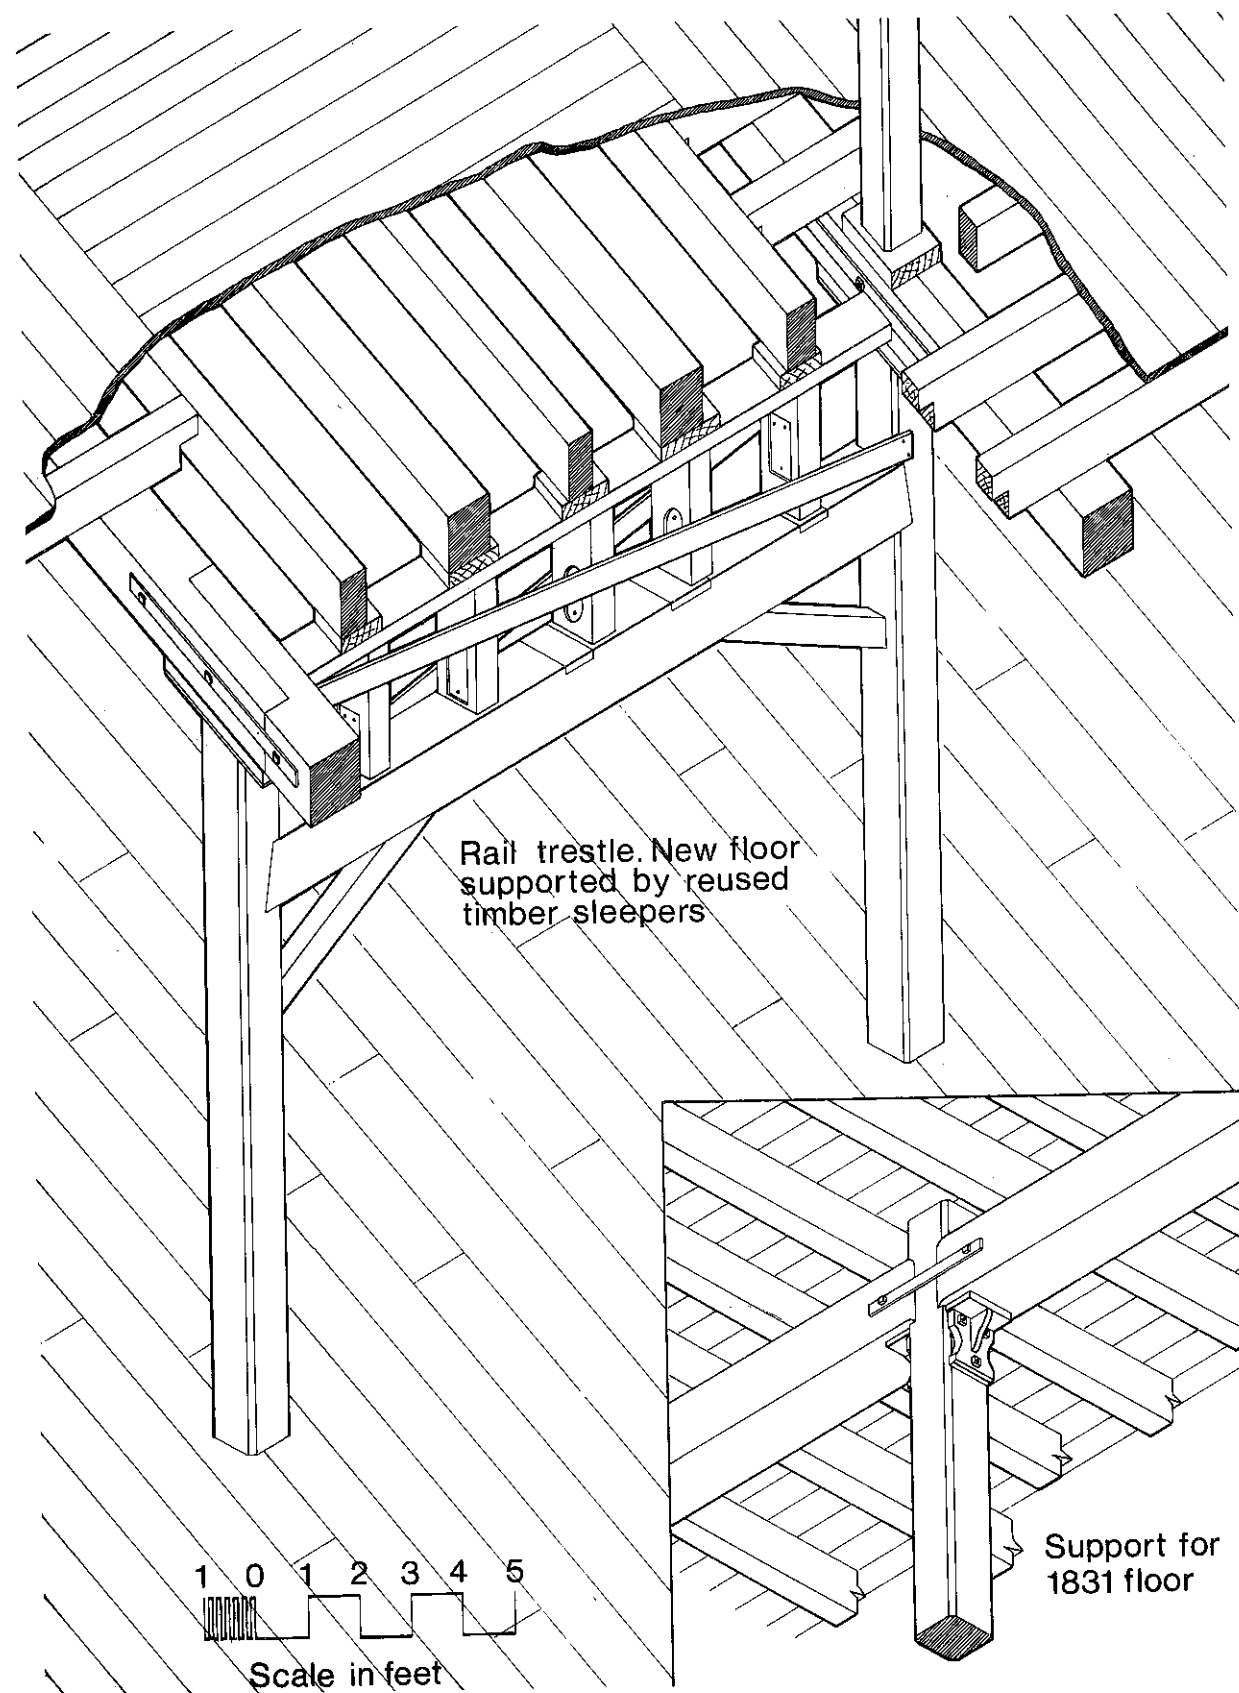 Rail trestle. New floor
supported by reused
timber sleepers
Support for
1831 floor
1 0 1 2 3 4 5
Scale in feet